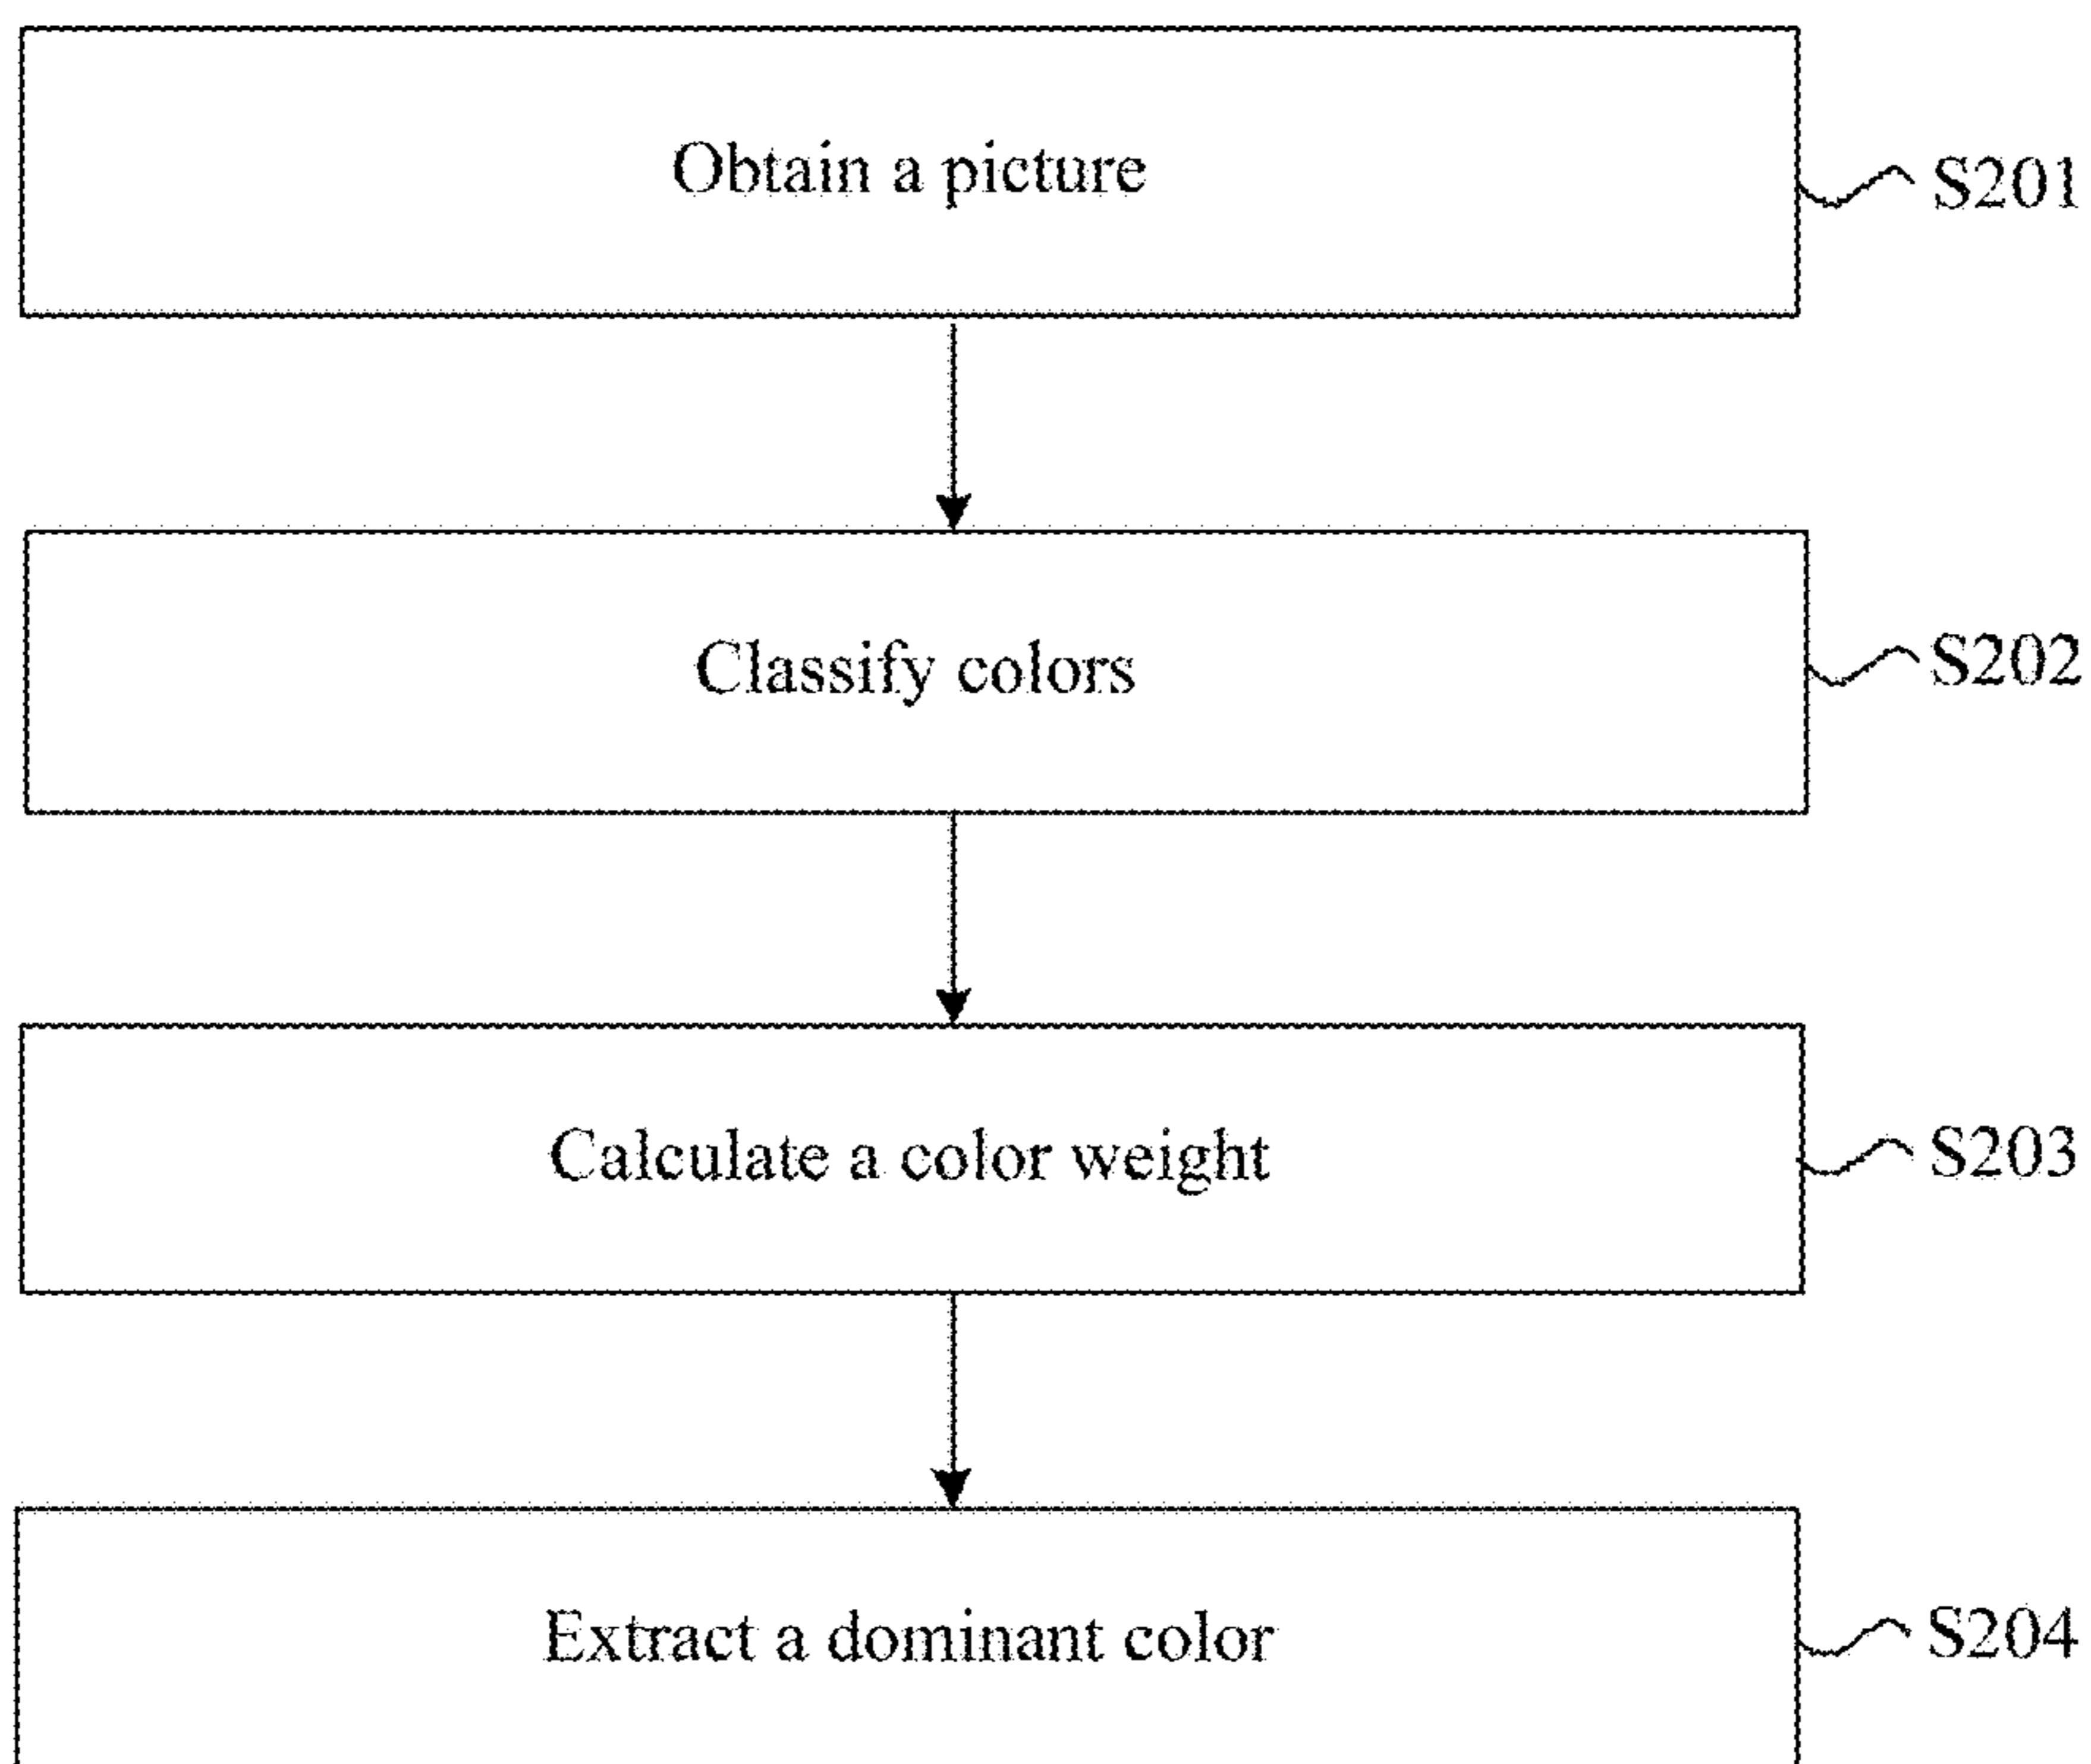 Obtain a picture
S201
Classify colors
S202
Calculate a color weight
S203
Extract a dominant color
S204